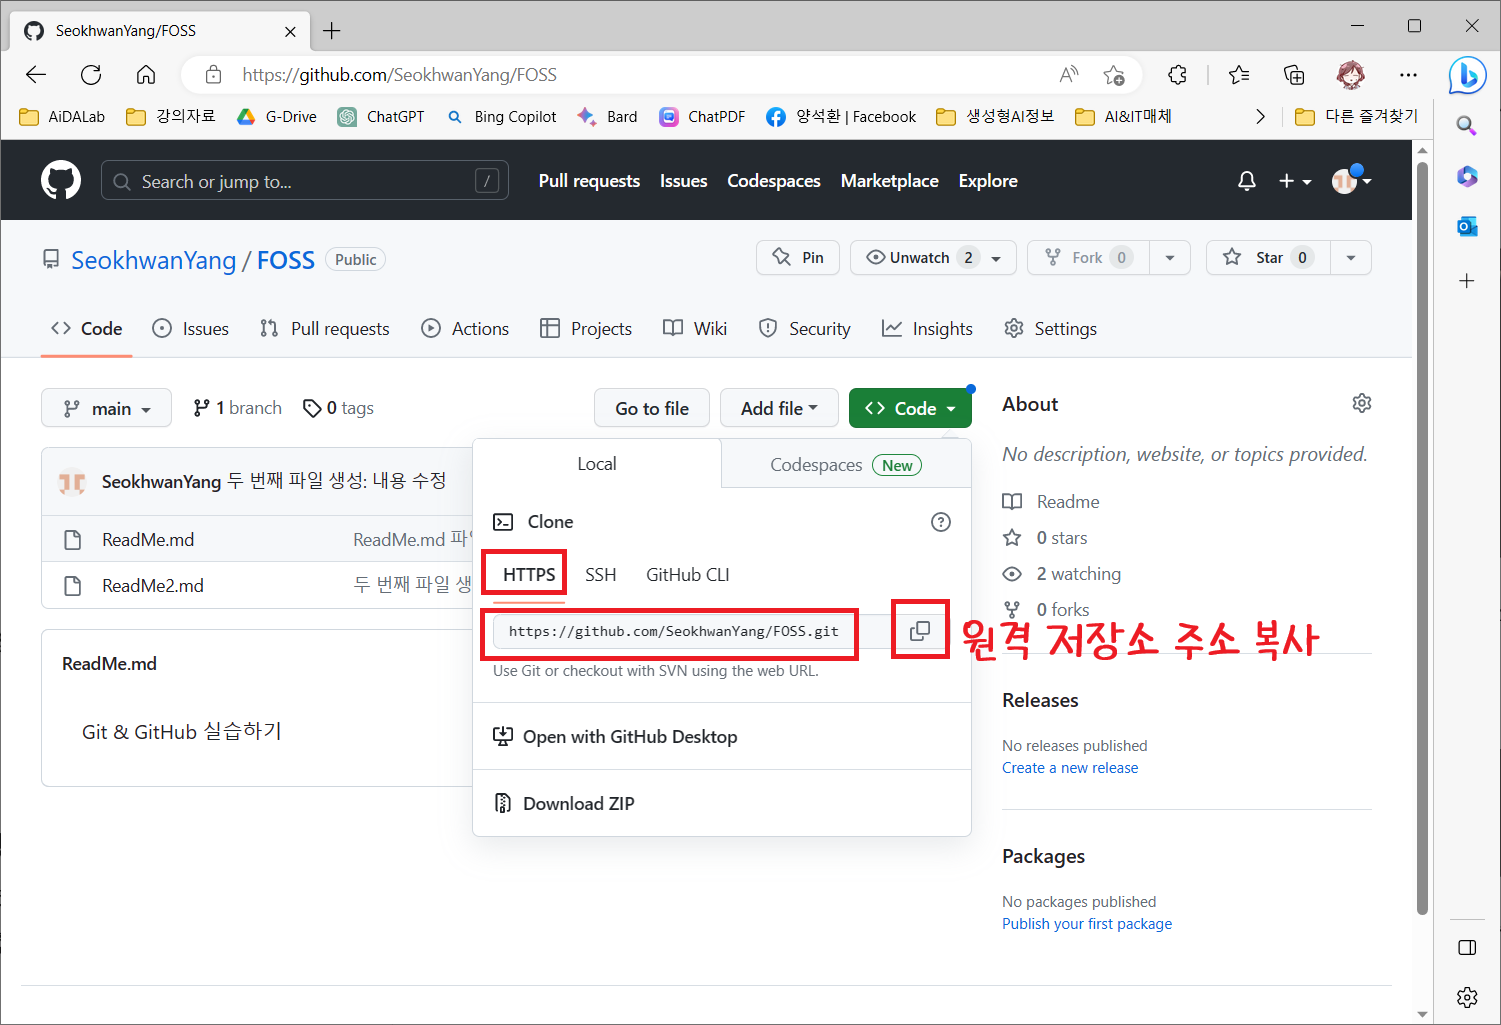 SeokhwanYang/FOSS
https://github.com/SeokhwanYang/FOSS
AiDALab 강의자료 G-Drive ChatGPT Bing Copilot Bard ChatPDF 양석환 | Facebook 생성형AI정보 AI&IT매체 다른 즐겨찾기
Search or jump to... / Pull requests Issues Codespaces Marketplace Explore
SeokhwanYang / FOSS Public Pin Unwatch 2 Fork 0 Star 0
Code Issues Pull requests Actions Projects Wiki Security Insights Settings
main 1 branch 0 tags Go to file Add file Code
SeokhwanYang 두 번째 파일 생성: 내용 수정
ReadMe.md ReadMe.md
ReadMe2.md 두 번째 파일 생
ReadMe.md
Git & GitHub 실습하기
Local Codespaces New
Clone
HTTPS SSH GitHub CLI
https://github.com/SeokhwanYang/FOSS.git
원격 저장소 주소 복사
Use Git or checkout with SVN using the web URL.
Open with GitHub Desktop
Download ZIP
About
No description, website, or topics provided.
Readme
0 stars
2 watching
0 forks
Releases
No releases published
Create a new release
Packages
No packages published
Publish your first package